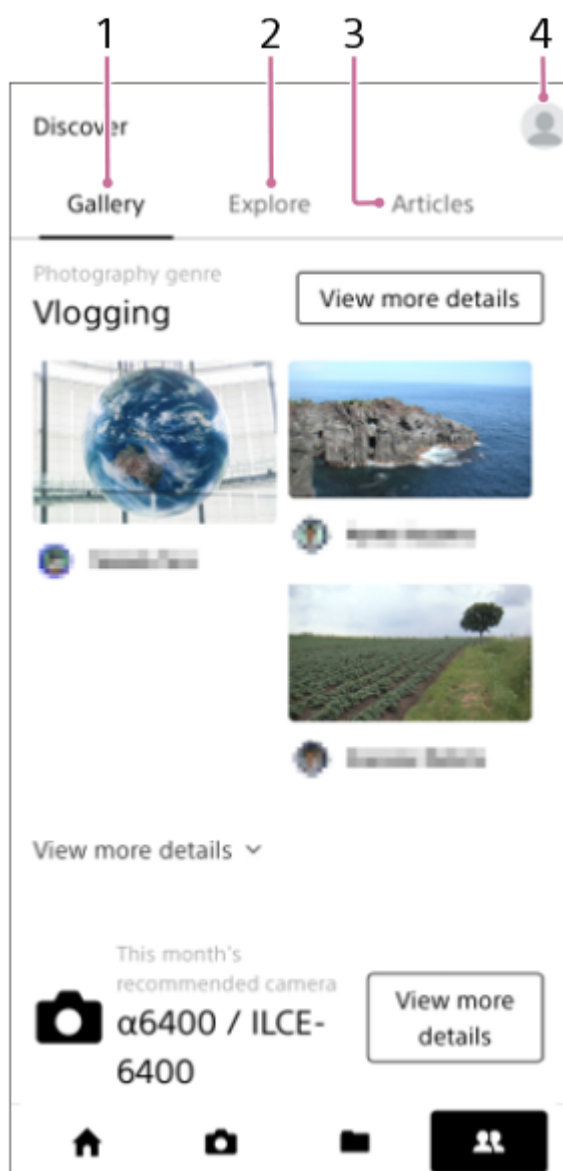 1 2 3 4
Discover
Gallery Explore Articles
Photography genre
Vlogging
View more details
View more details
This month's
recommended camera
α6400 / ILCE-
6400
View more
details